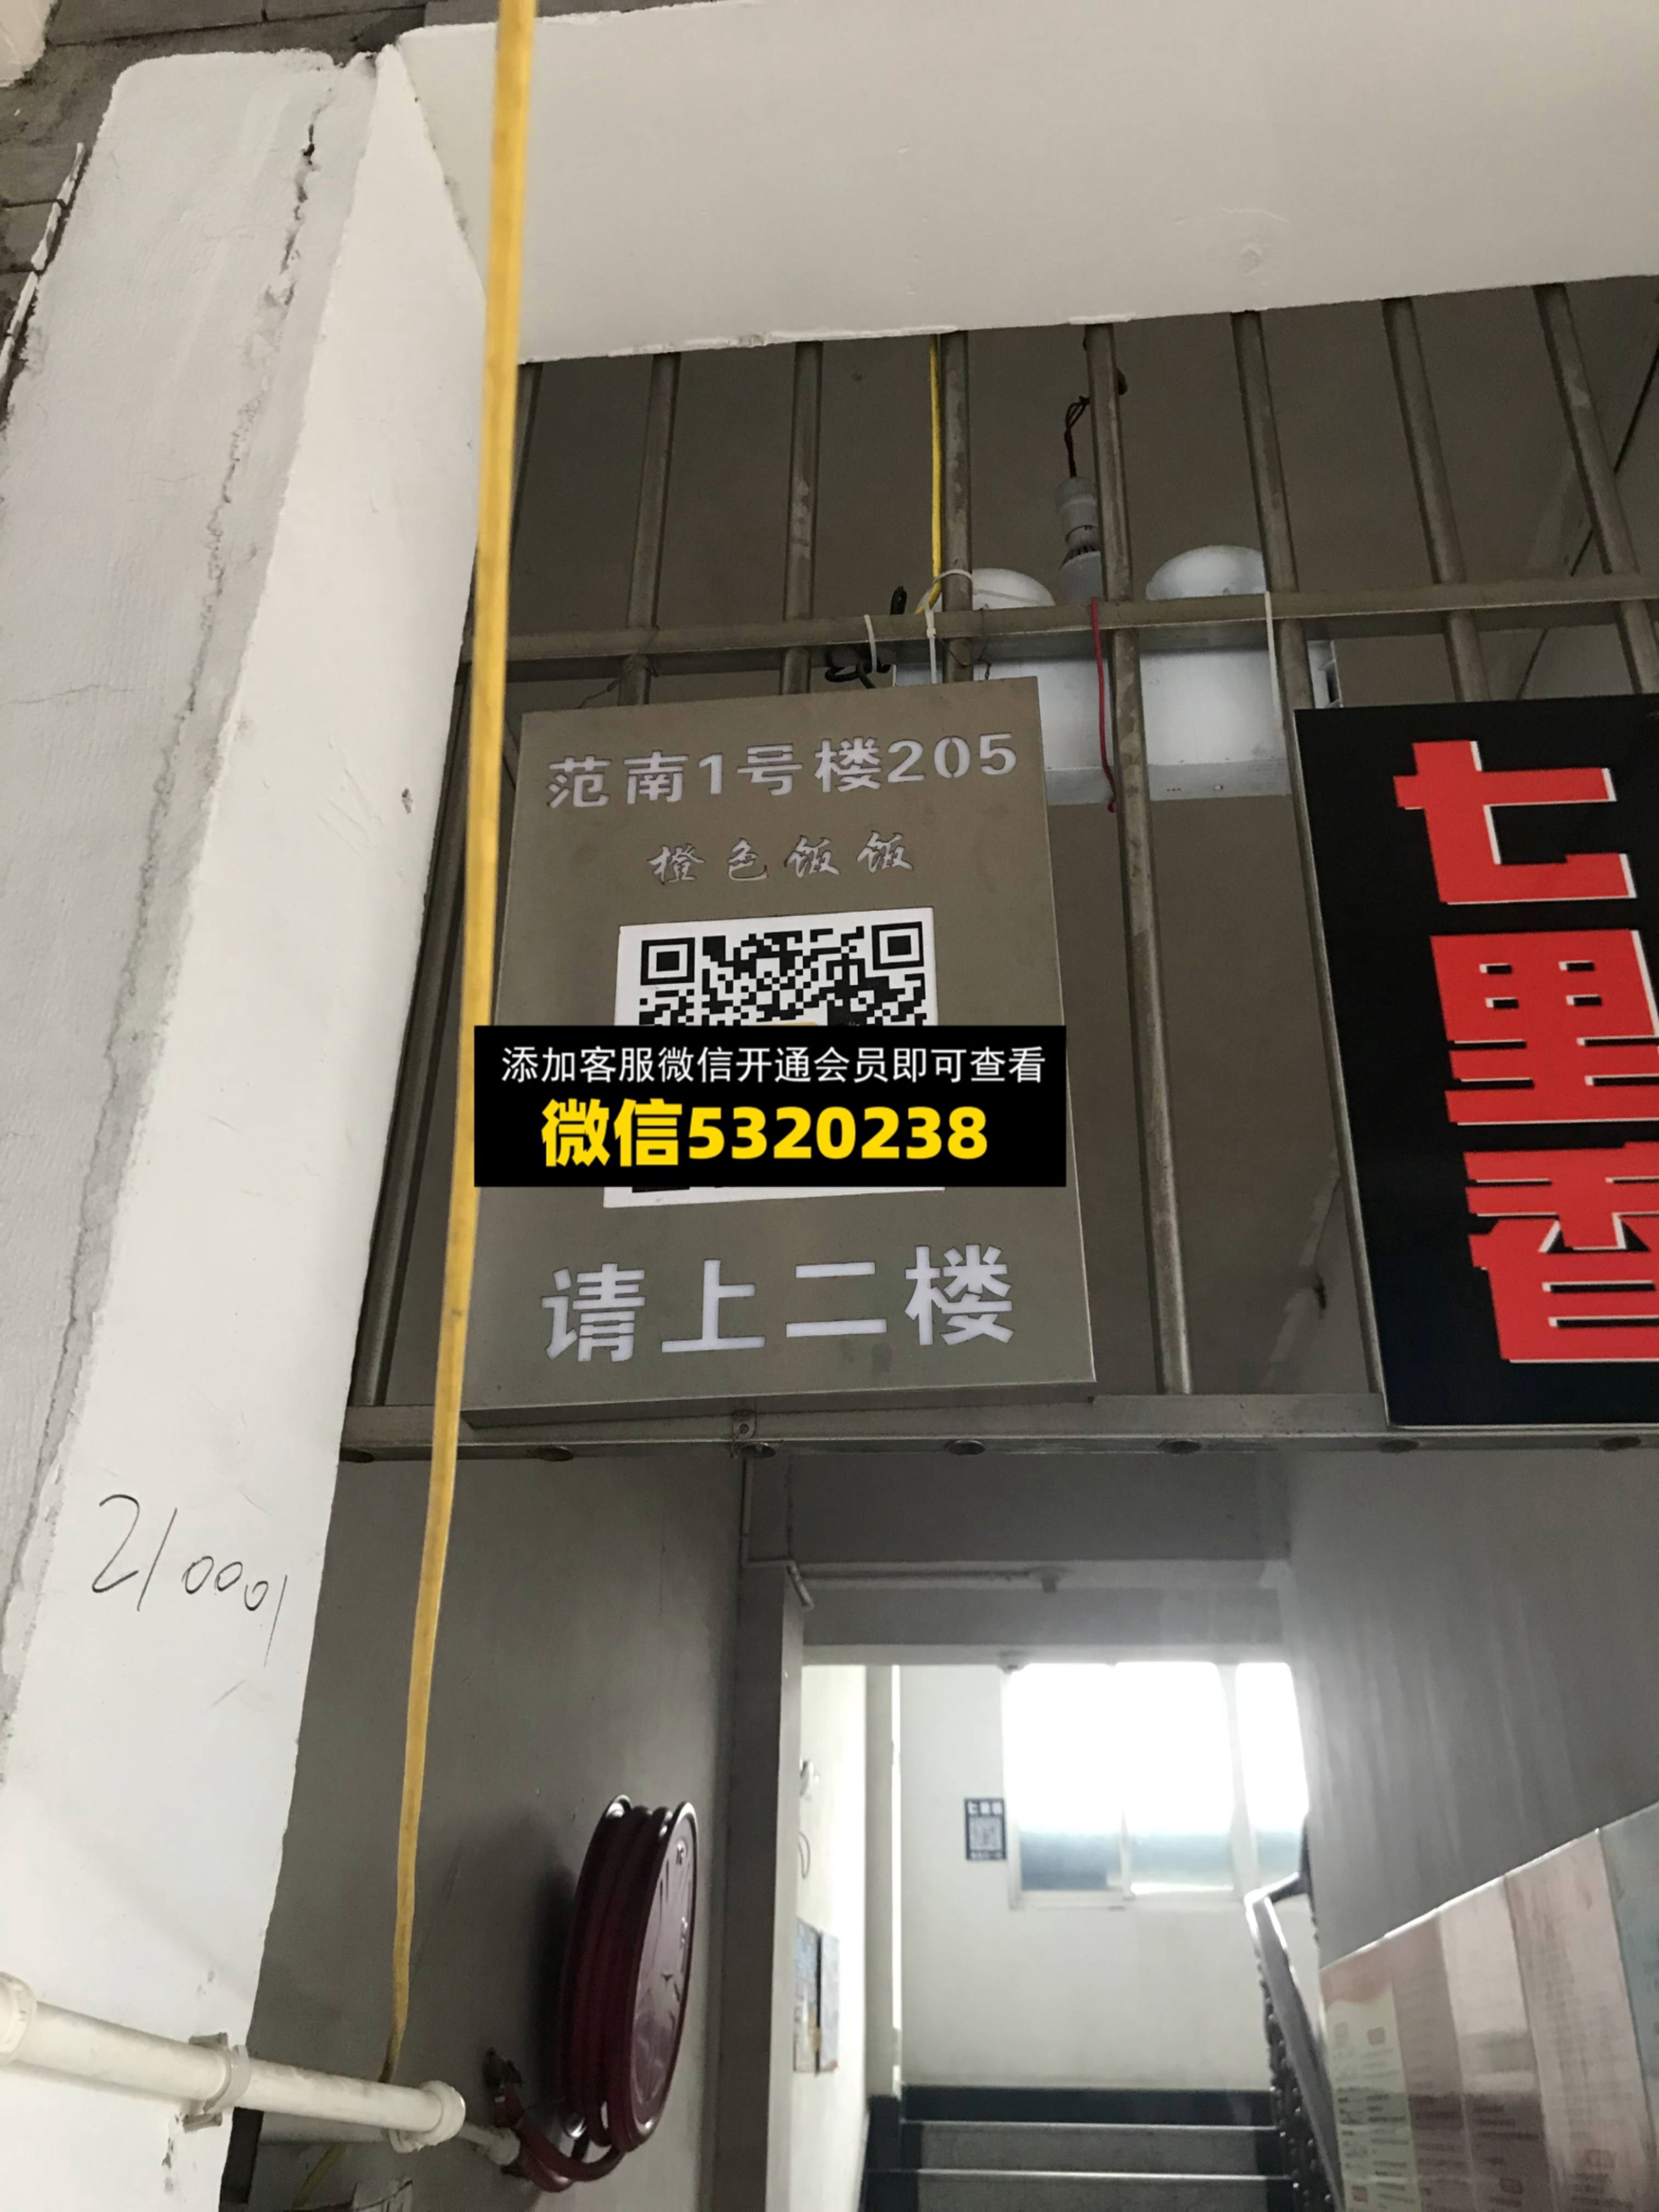 范南1号楼205
橙色饭饭
添加客服微信开通会员即可查看
微信5320238
请上二楼
七里香
210001